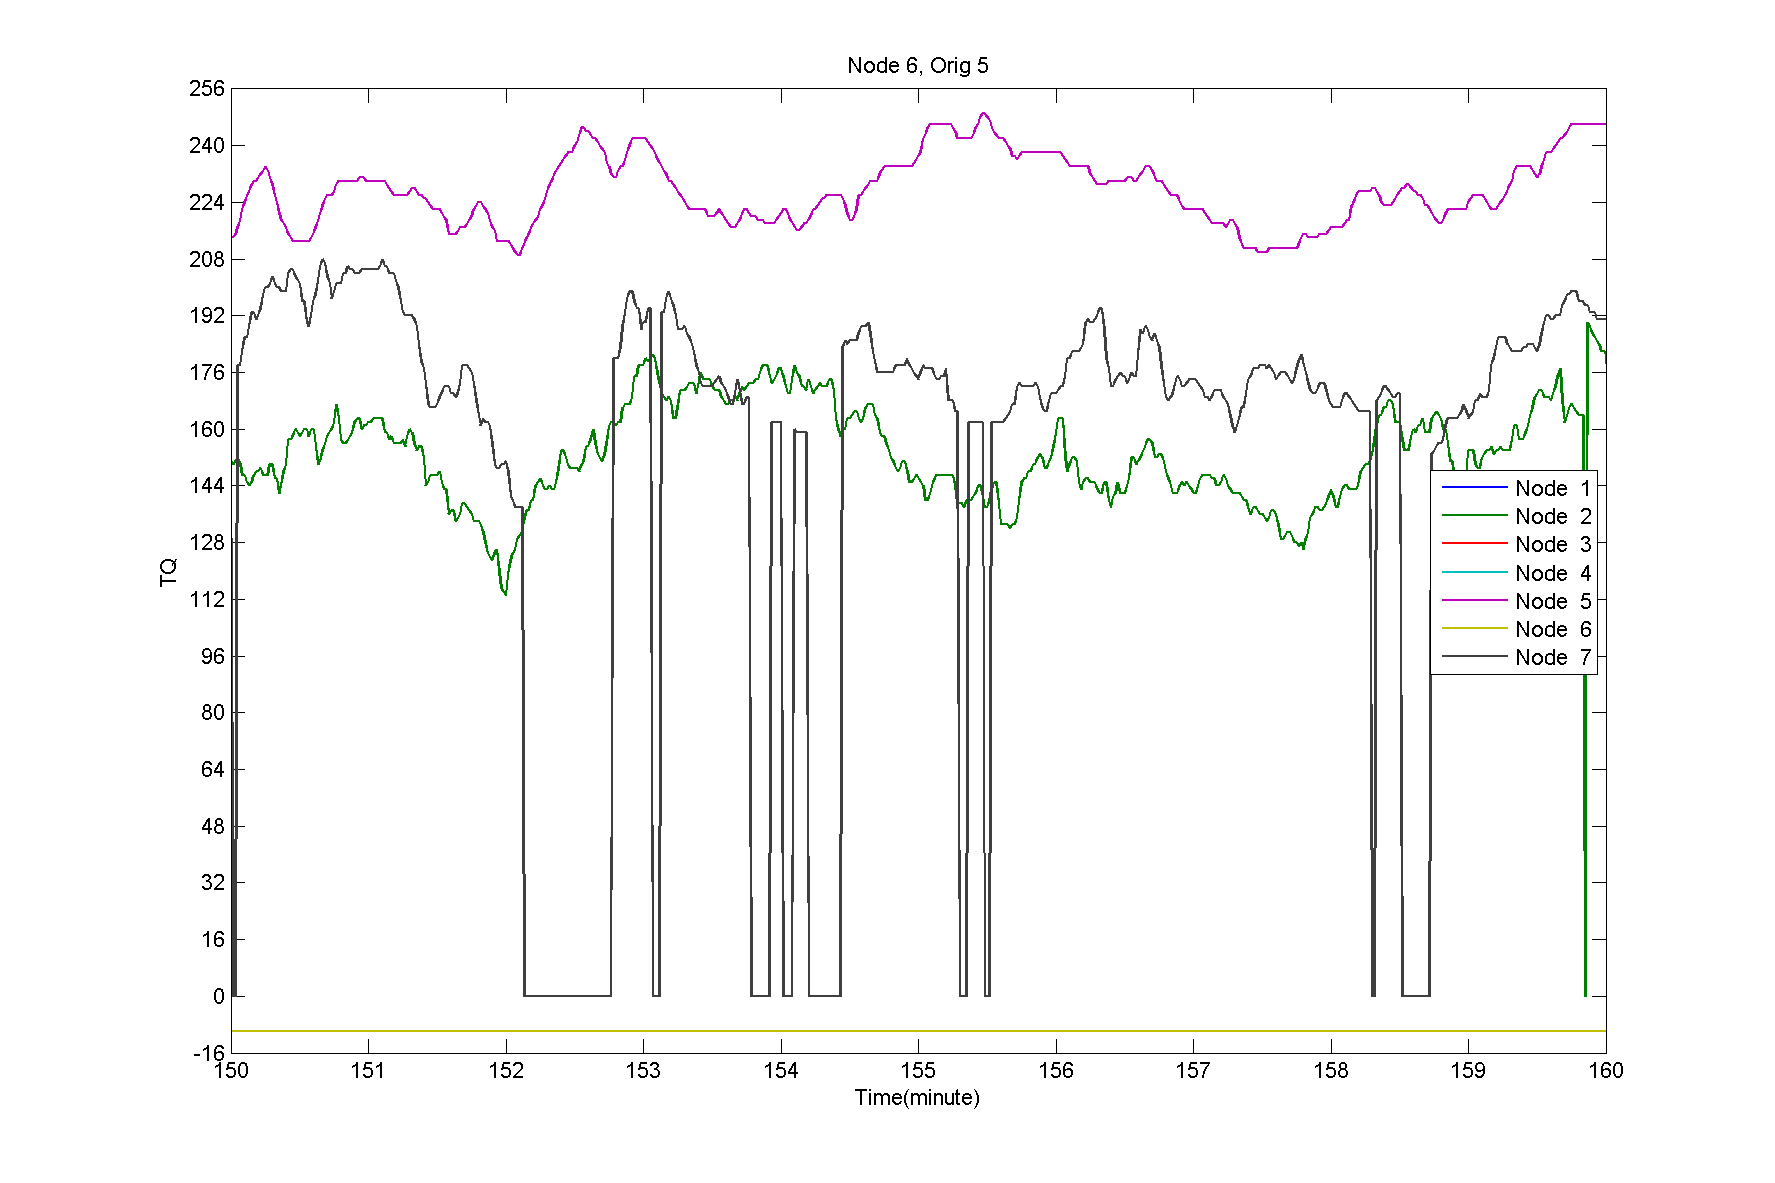 Node 6, Orig 5
256
240
224
208
192
176
160
144
128
112
96
80
64
48
32
16
0
-16
TQ
Node 1
Node 2
Node 3
Node 4
Node 5
Node 6
Node 7
150 151 152 153 154 155 156 157 158 159 160
Time(minute)